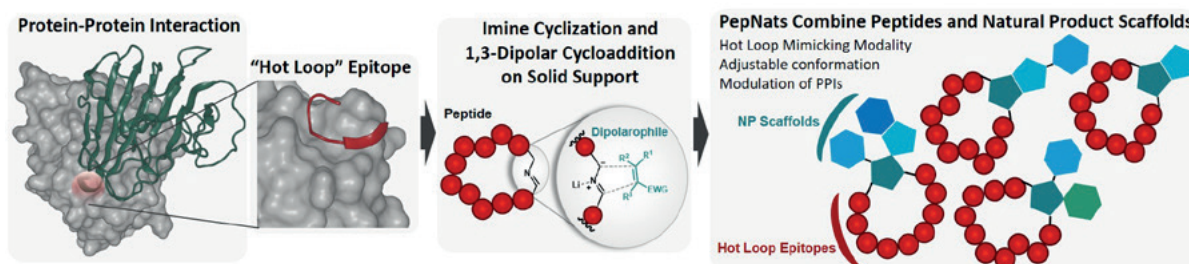 Protein-Protein Interaction
"Hot Loop" Epitope
Imine Cyclization and
1,3-Dipolar Cycloaddition
on Solid Support
Peptide
Dipolarophile
R² R¹
Li N +
R³ EWG
N
PepNats Combine Peptides and Natural Product Scaffolds
Hot Loop Mimicking Modality
Adjustable conformation
Modulation of PPIs
NP Scaffolds
Hot Loop Epitopes